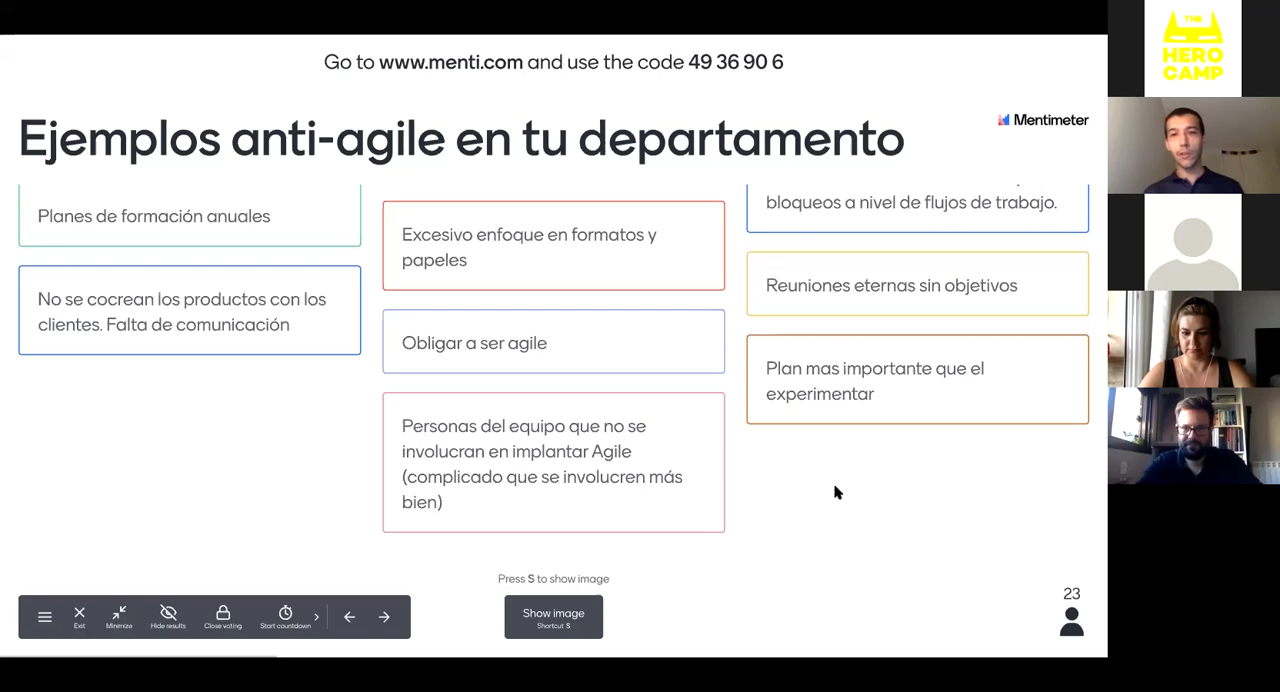 Go to www.menti.com and use the code 49 36 90 6
THE
HERO
CAMP
Ejemplos anti-agile en tu departamento
Mentimeter
Planes de formación anuales
No se cocrean los productos con los
clientes. Falta de comunicación
Excesivo enfoque en formatos y
papeles
Obligar a ser agile
Personas del equipo que no se
involucran en implantar Agile
(complicado que se involucren más
bien)
bloqueos a nivel de flujos de trabajo.
Reuniones eternas sin objetivos
Plan mas importante que el
experimentar
Press S to show image
Show image
Shortcut S
Exit
Minimize
Hide results
Close voting
Start countdown
23